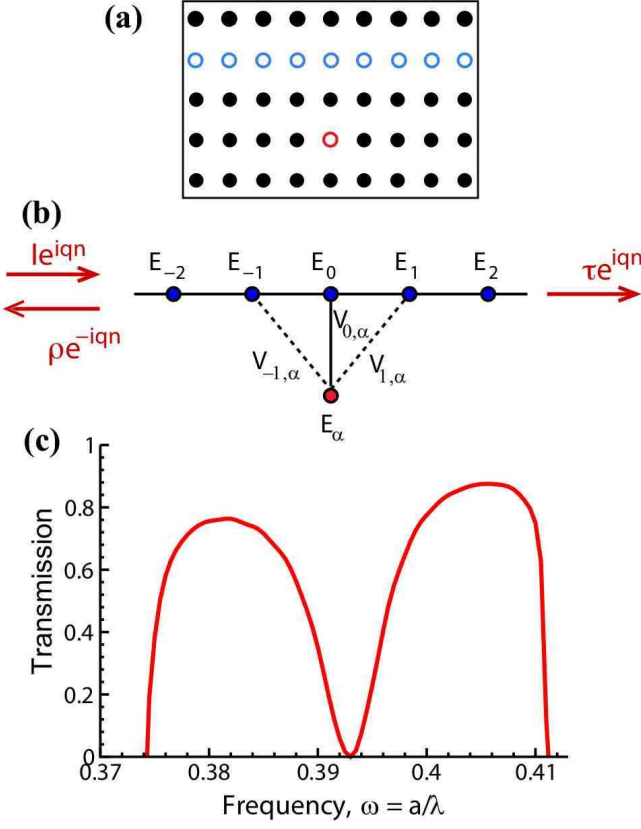 (a)
(b)
Ie^{iqn}
E_{-2} E_{-1} E_0 E_1 E_2
τe^{iqn}
ρe^{-iqn}
V_{0,α}
V_{-1,α} V_{1,α}
E_α
(c)
1
0.8
0.6
0.4
0.2
0
Transmission
0.37 0.38 0.39 0.4 0.41
Frequency, ω = a/λ